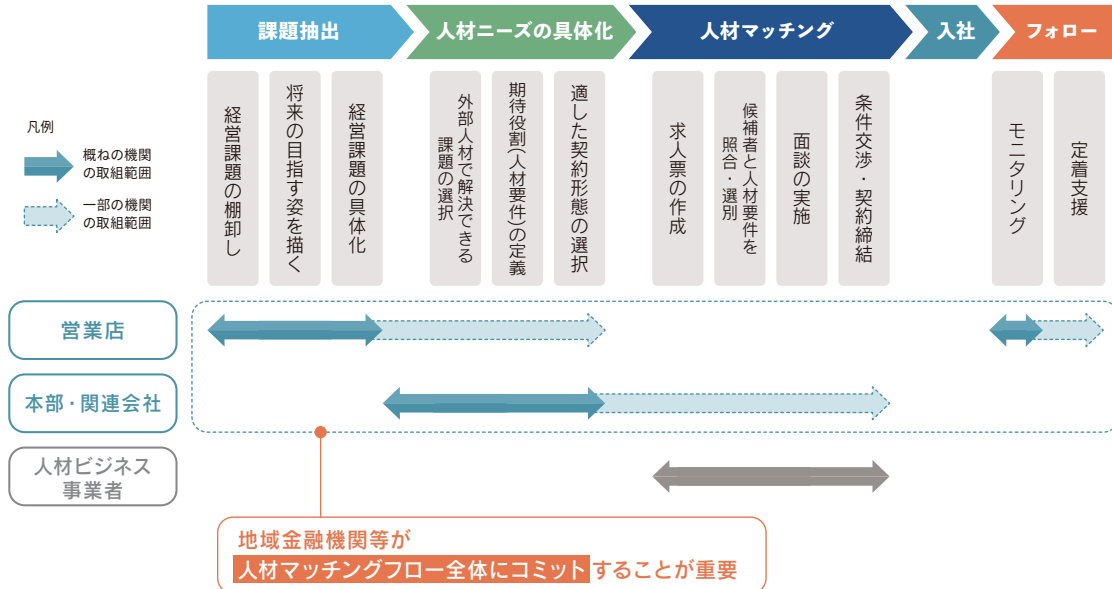 課題抽出
人材ニーズの具体化
人材マッチング
入社
フォロー
経営課題の棚卸し
将来の目指す姿を描く
経営課題の具体化
外部人材で解決できる
課題の選択
期待役割(人材要件)の定義
適した契約形態の選択
求人票の作成
候補者と人材要件を
照合・選別
面談の実施
条件交渉・契約締結
モニタリング
定着支援
凡例
概ねの機関
の取組範囲
一部の機関
の取組範囲
営業店
本部・関連会社
人材ビジネス
事業者
地域金融機関等が
人材マッチングフロー全体にコミットすることが重要